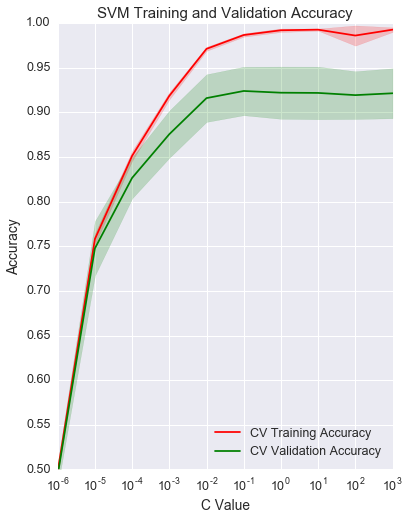 SVM Training and Validation Accuracy
1.00
0.95
0.90
0.85
0.80
0.75
0.70
0.65
0.60
0.55
0.50
Accuracy
CV Training Accuracy
CV Validation Accuracy
10⁻⁶ 10⁻⁵ 10⁻⁴ 10⁻³ 10⁻² 10⁻¹ 10⁰ 10¹ 10² 10³
C Value